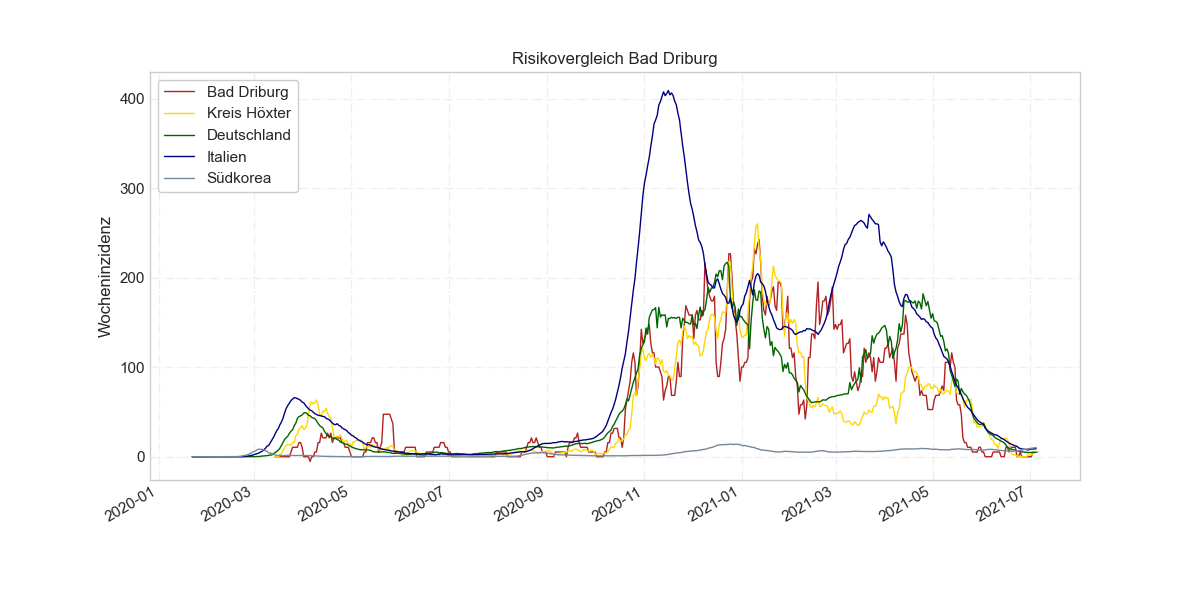 Risikovergleich Bad Driburg
Bad Driburg
Kreis Höxter
Deutschland
Italien
Südkorea
Wocheninzidenz
400
300
200
100
0
2020-01
2020-03
2020-05
2020-07
2020-09
2020-11
2021-01
2021-03
2021-05
2021-07